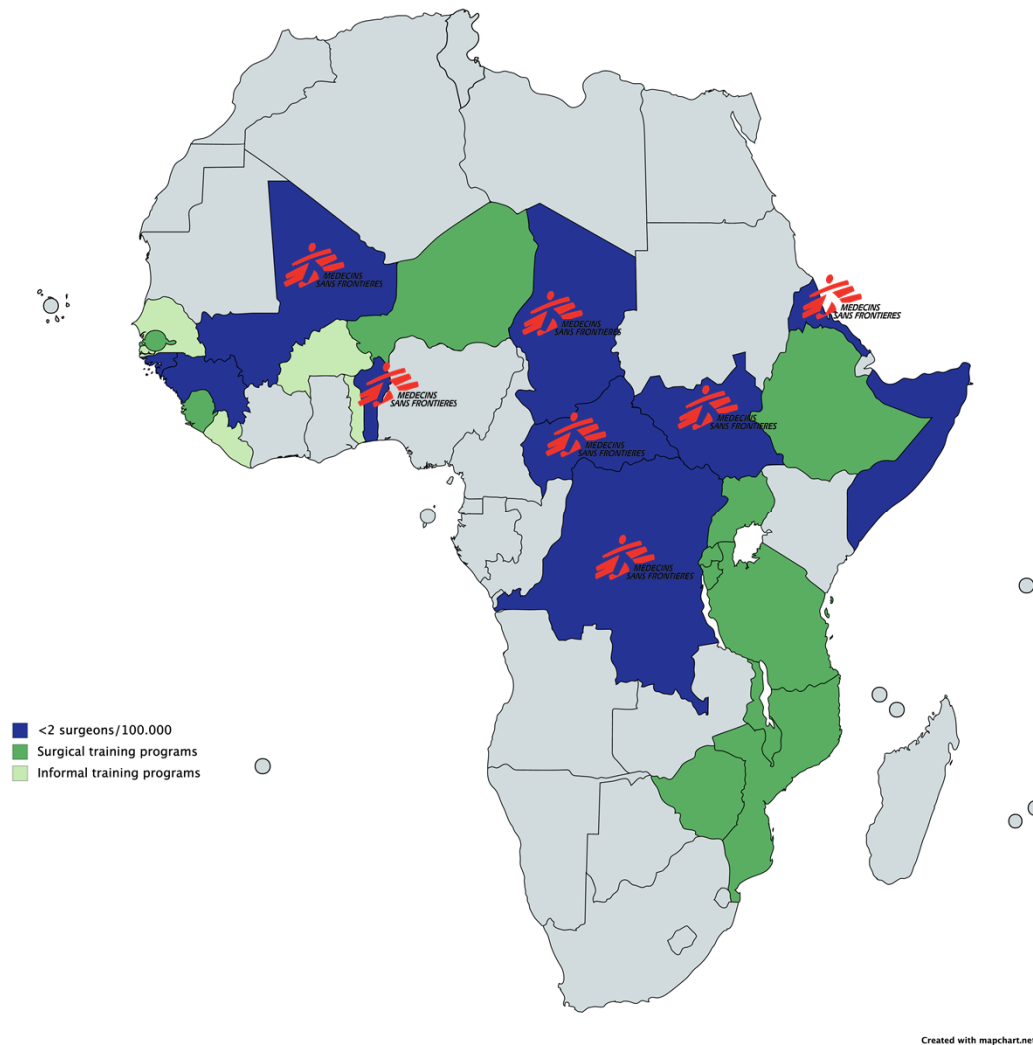 MEDECINS
SANS FRONTIERES
MEDECINS
SANS FRONTIERES
MEDECINS
SANS FRONTIERES
MEDECINS
SANS FRONTIERES
MEDECINS
SANS FRONTIERES
MEDECINS
SANS FRONTIERES
MEDECINS
SANS FRONTIERES
<2 surgeons/100.000
Surgical training programs
Informal training programs
Created with mapchart.net